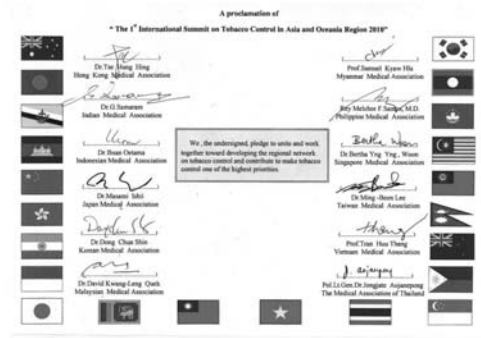 A proclamation of
" The 1st International Summit on Tobacco Control in Asia and Oceania Region 2010"
Dr.Tse Hung Hing
Hong Kong Medical Association
Dr.G.Samaram
Indian Medical Association
Dr Ihsan Oetama
Indonesian Medical Association
Dr.Masami Ishii
Japan Medical Association
Dr.Dong Chun Shin
Korean Medical Association
Dr.David Kwang-Leng Quek
Malaysian Medical Association
We , the undersigned, pledge to unite and work
together toward developing the regional network
on tobacco control and contribute to make tobacco
control one of the highest priorities.
Prof.Samuel Kyaw Hla
Myanmar Medical Association
Rey Melchor F.Santos, M.D.
Philippine Medical Association
Bertha Woon
Dr.Bertha Yng Yng , Woon
Singapore Medical Association
Dr.Ming -Been Lee
Taiwan Medical Association
Prof.Tran Huu Thang
Vietnam Medical Association
Pol.Lt.Gen.Dr.Jongjate Aojanepong
The Medical Association of Thailand